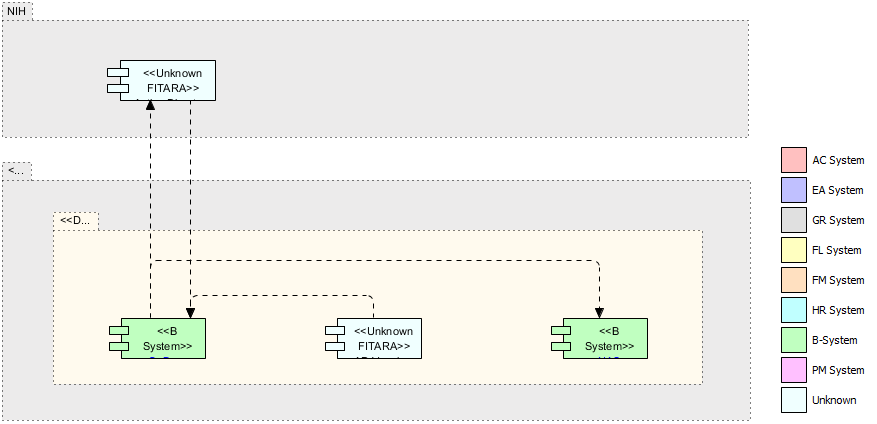 NIH
<<Unknown
FITARA>>
<...
<<D...
<<B
System>>
<<Unknown
FITARA>>
<<B
System>>
AC System
EA System
GR System
FL System
FM System
HR System
B-System
PM System
Unknown